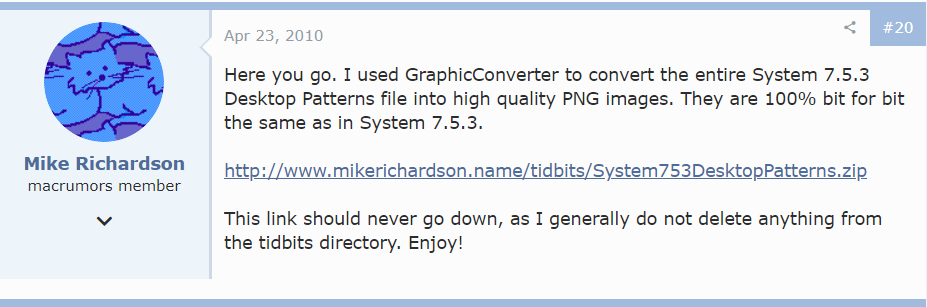 Apr 23, 2010
#20
Here you go. I used GraphicConverter to convert the entire System 7.5.3
Desktop Patterns file into high quality PNG images. They are 100% bit for bit
the same as in System 7.5.3.
http://www.mikerichardson.name/tidbits/System753DesktopPatterns.zip
This link should never go down, as I generally do not delete anything from
the tidbits directory. Enjoy!
Mike Richardson
macrumors member